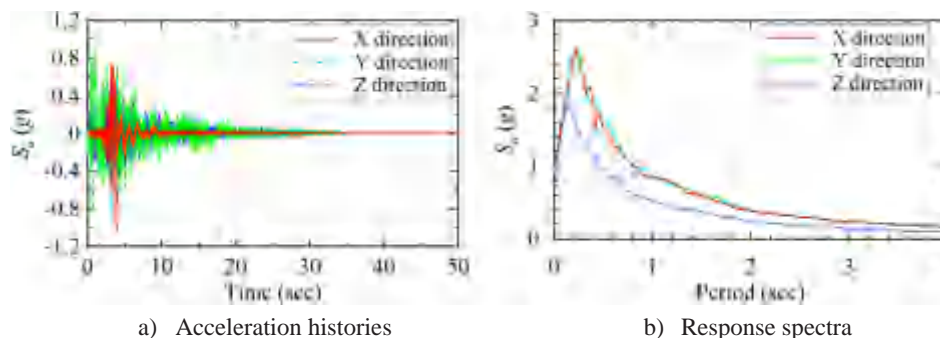 1.2
0.8
0.4
0
-0.4
-0.8
-1.2
Sa (g)
X direction
Y direction
Z direction
0 10 20 30 40 50
Time (sec)
3
2
1
0
Sa (g)
X direction
Y direction
Z direction
0 1 2 3
Period (sec)
a) Acceleration histories
b) Response spectra